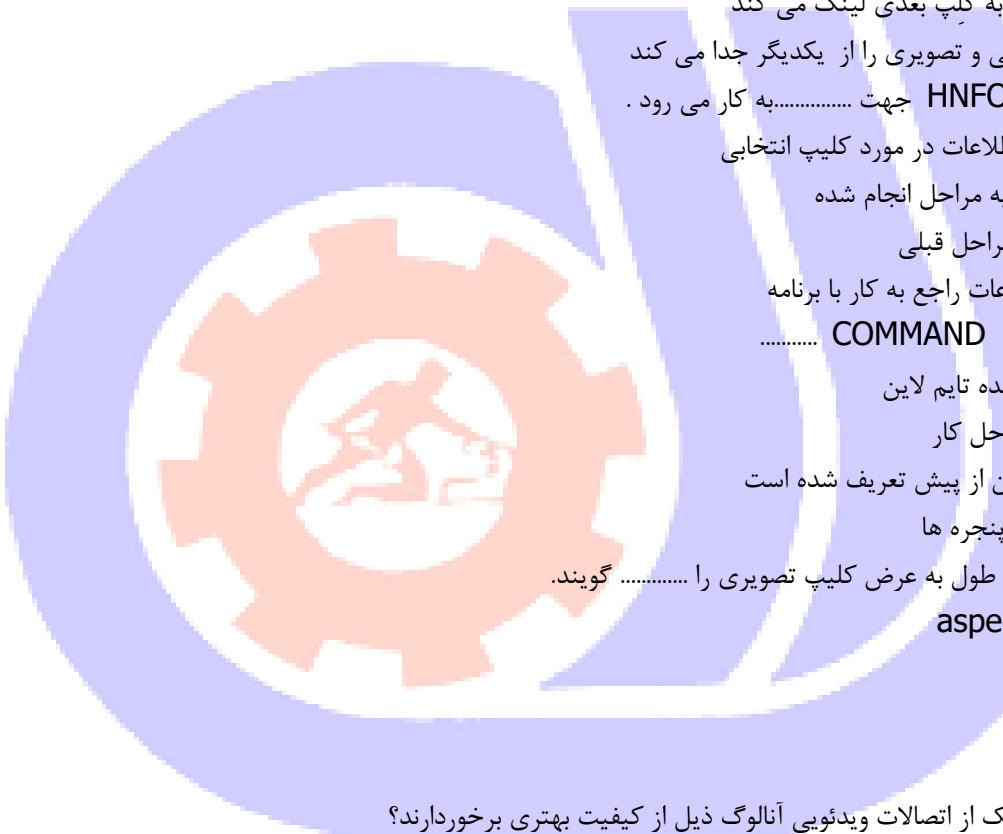 به کلِپ بعدی لینک می کند
ی و تصویری را از یکدیگر جدا می کند
HNFO جهت ...............به کار می رود .
طلاعات در مورد کلیپ انتخابی
به مراحل انجام شده
راحل قبلی
عات راجع به کار با برنامه
COMMAND ...........
ده تایم لاین
حل کار
ن از پیش تعریف شده است
پنجره ها
طول به عرض کلیپ تصویری را ............. گویند.
aspe
ک از اتصالات ویدئویی آنالوگ ذیل از کیفیت بهتری برخوردارند؟